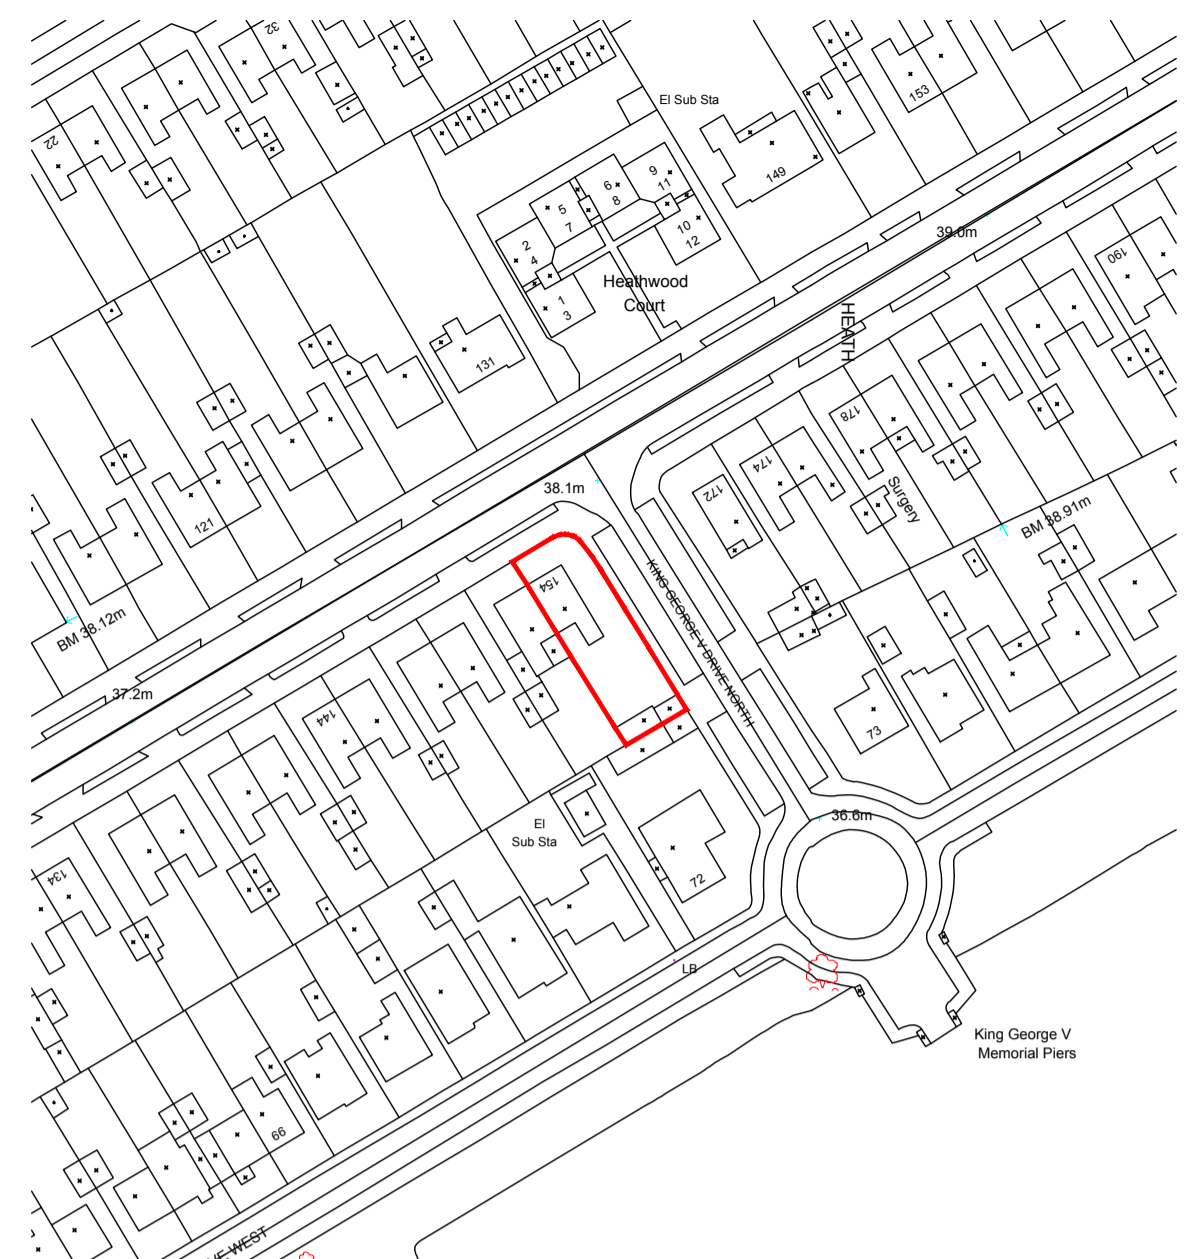 32
22
El Sub Sta
153
149
9
11
6
8
5
7
10
12
2
4
39.0m
190
Heathwood
Court
1
3
HEATH
131
178
174
172
Surgery
38.1m
121
BM 38.91m
154
KING GEORGE V DRIVE NORTH
BM 38.12m
37.2m
144
73
36.6m
El
Sub Sta
134
72
LB
King George V
Memorial Piers
66
VE WEST